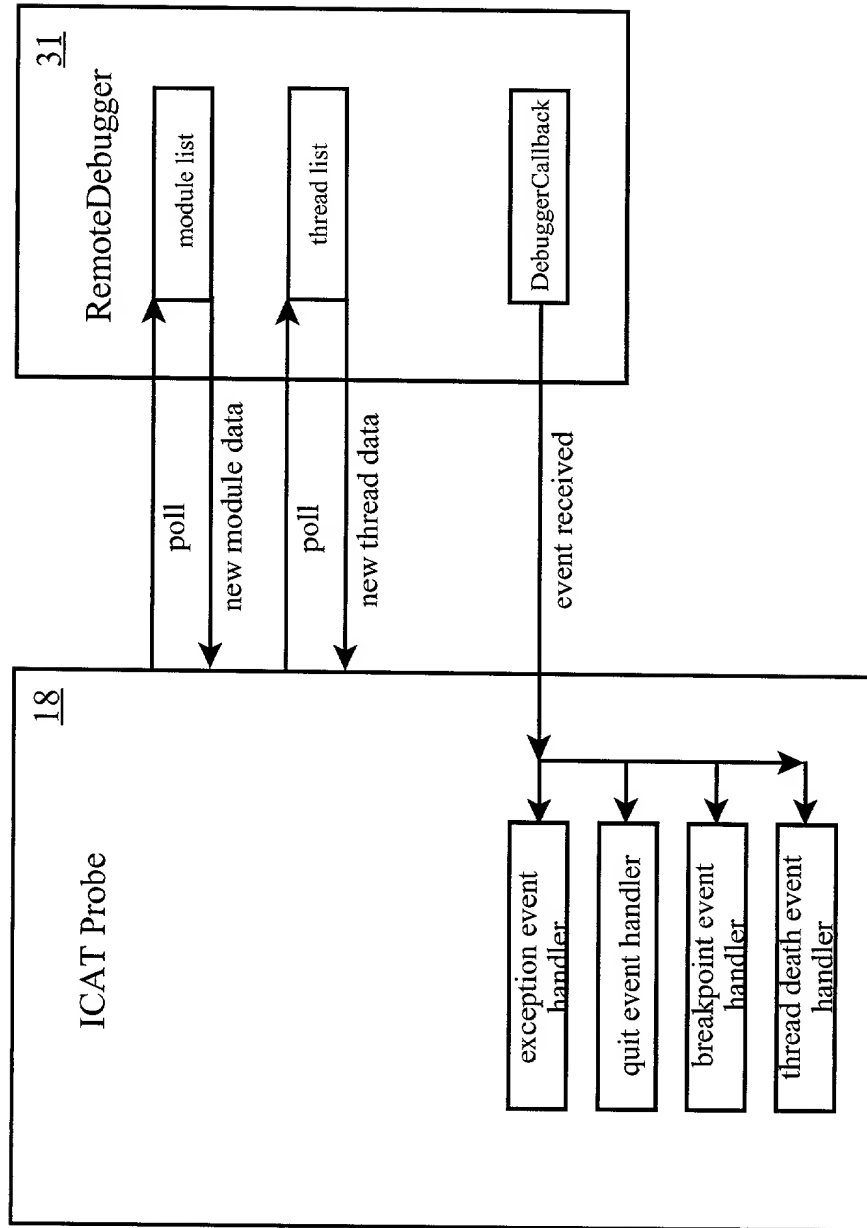 18
ICAT Probe
exception event
handler
quit event handler
breakpoint event
handler
thread death event
handler
poll
new module data
poll
new thread data
event received
31
RemoteDebugger
module list
thread list
DebuggerCallback